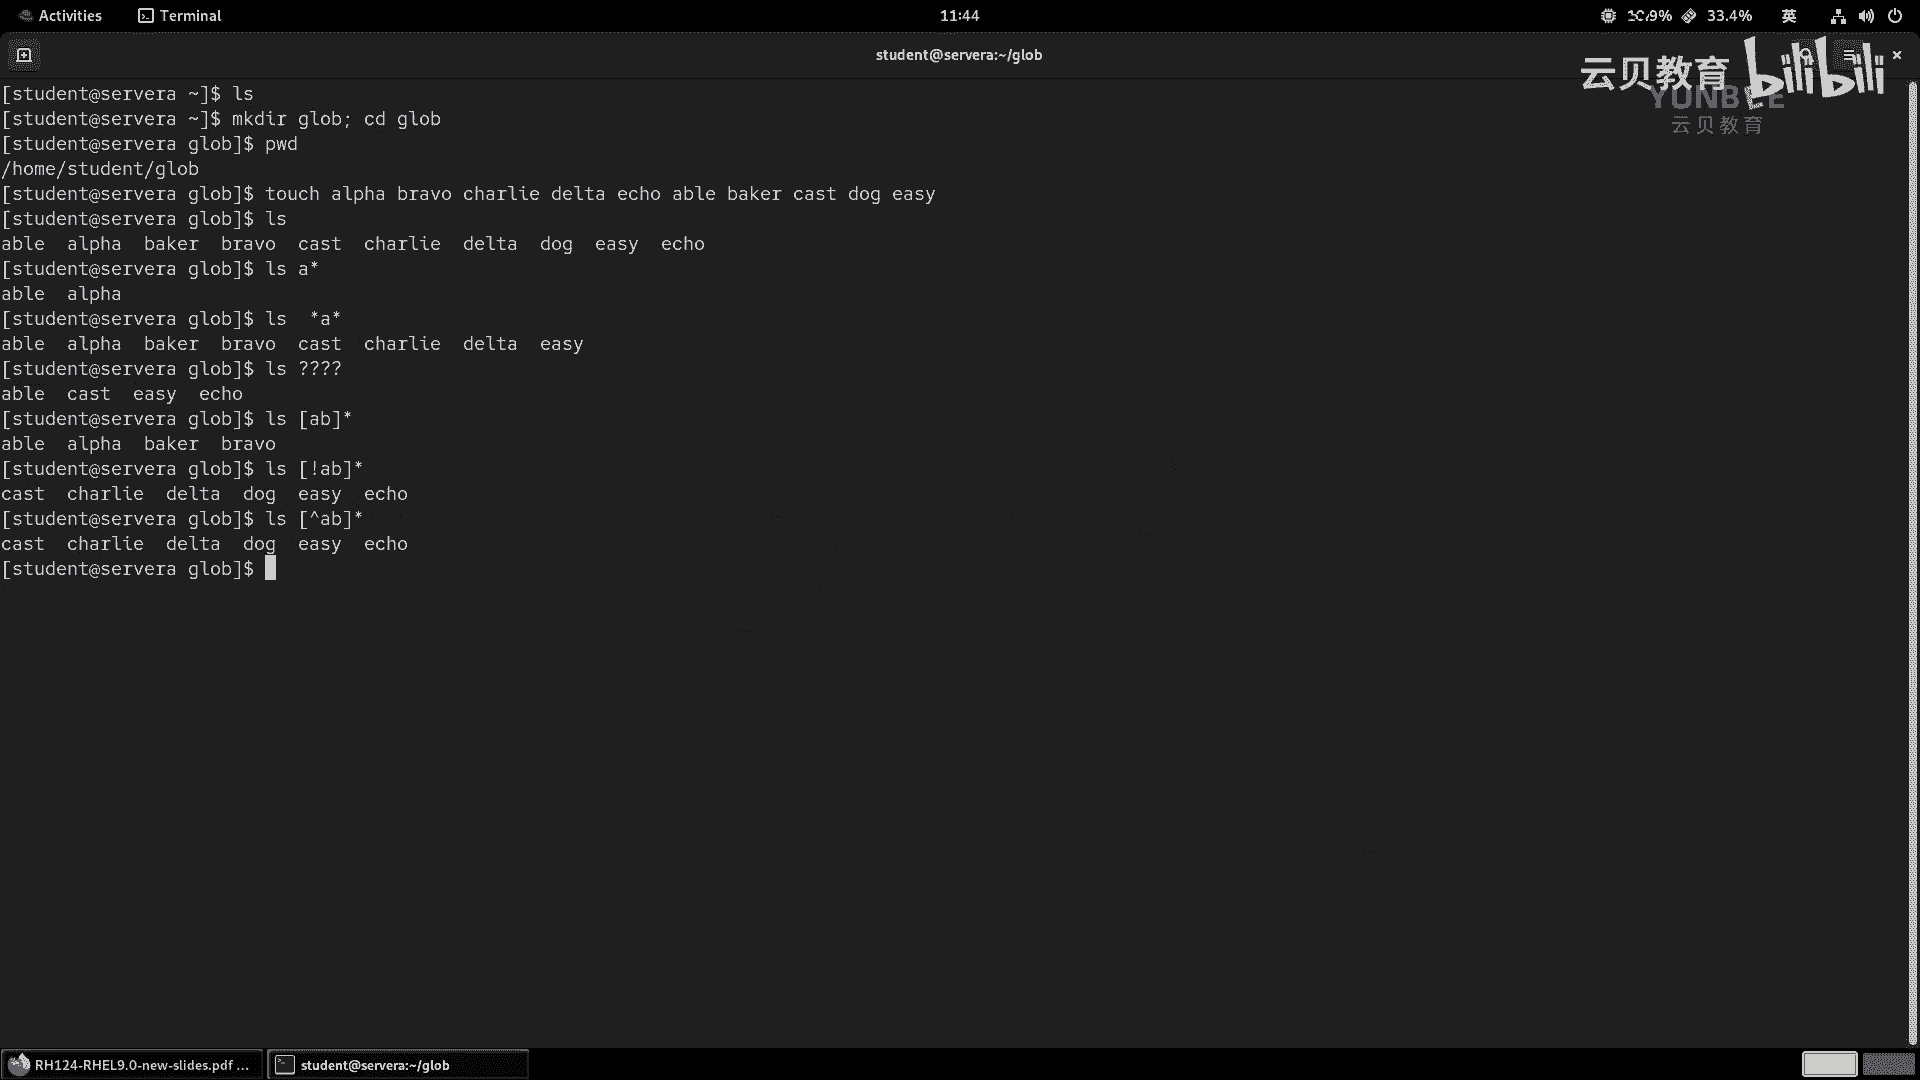 Activities Terminal 11:44 33.4% 英
student@servera:~/glob
云贝教育 bilibili
云贝教育
[student@servera ~]$ ls
[student@servera ~]$ mkdir glob; cd glob
[student@servera glob]$ pwd
/home/student/glob
[student@servera glob]$ touch alpha bravo charlie delta echo able baker cast dog easy
[student@servera glob]$ ls
able  alpha  baker  bravo  cast  charlie  delta  dog  easy  echo
[student@servera glob]$ ls a*
able  alpha
[student@servera glob]$ ls  *a*
able  alpha  baker  bravo  cast  charlie  delta  easy
[student@servera glob]$ ls ????
able  cast  easy  echo
[student@servera glob]$ ls [ab]*
able  alpha  baker  bravo
[student@servera glob]$ ls [!ab]*
cast  charlie  delta  dog  easy  echo
[student@servera glob]$ ls [^ab]*
cast  charlie  delta  dog  easy  echo
[student@servera glob]$
RH124-RHEL9.0-new-slides.pdf ... student@servera:~/glob